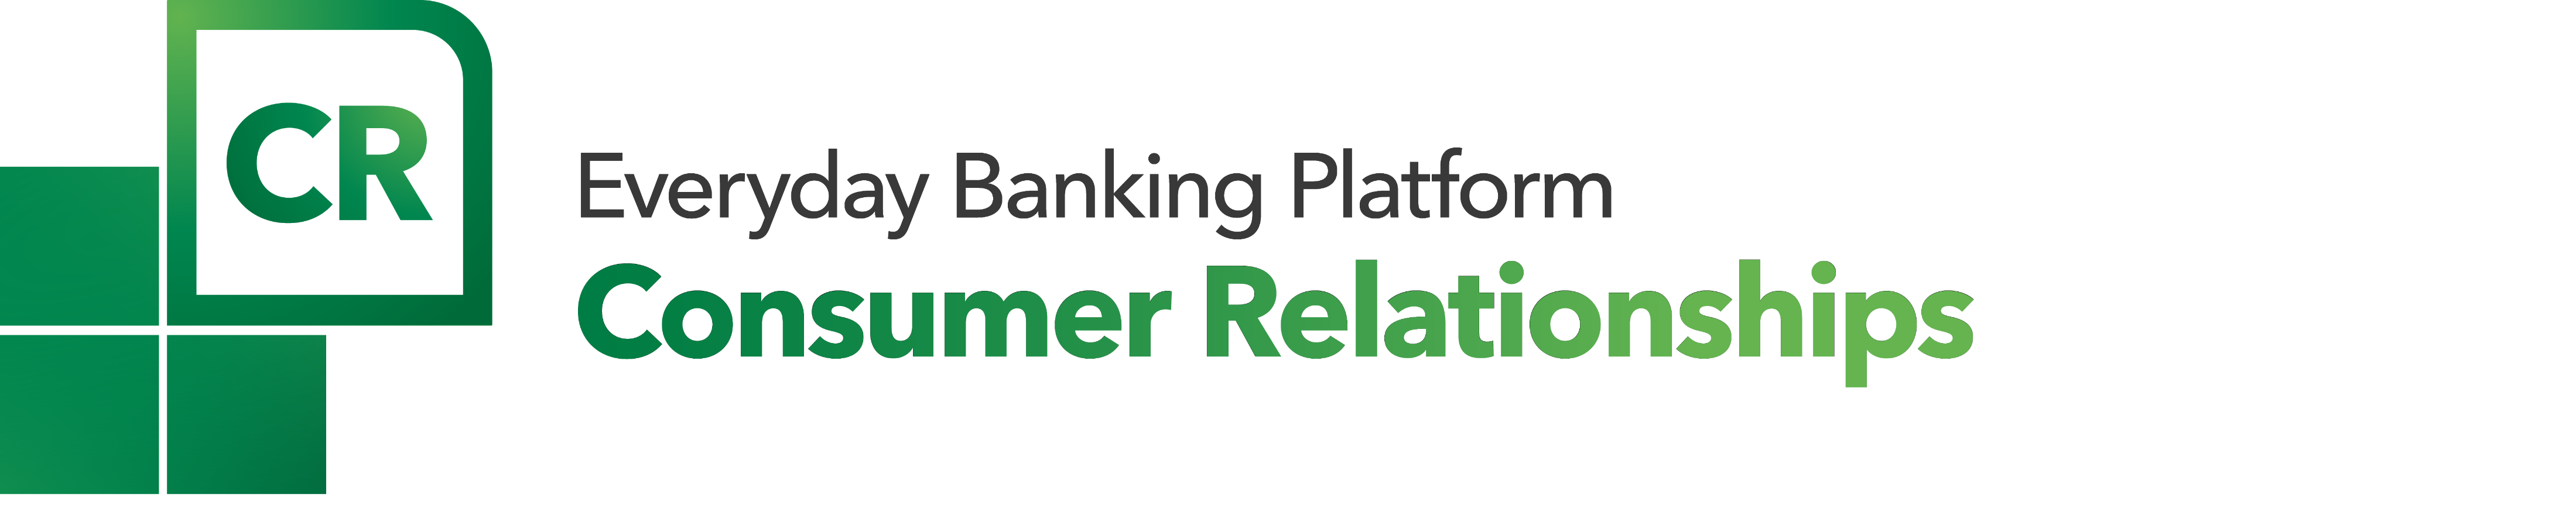 CR
Everyday Banking Platform
Consumer Relationships